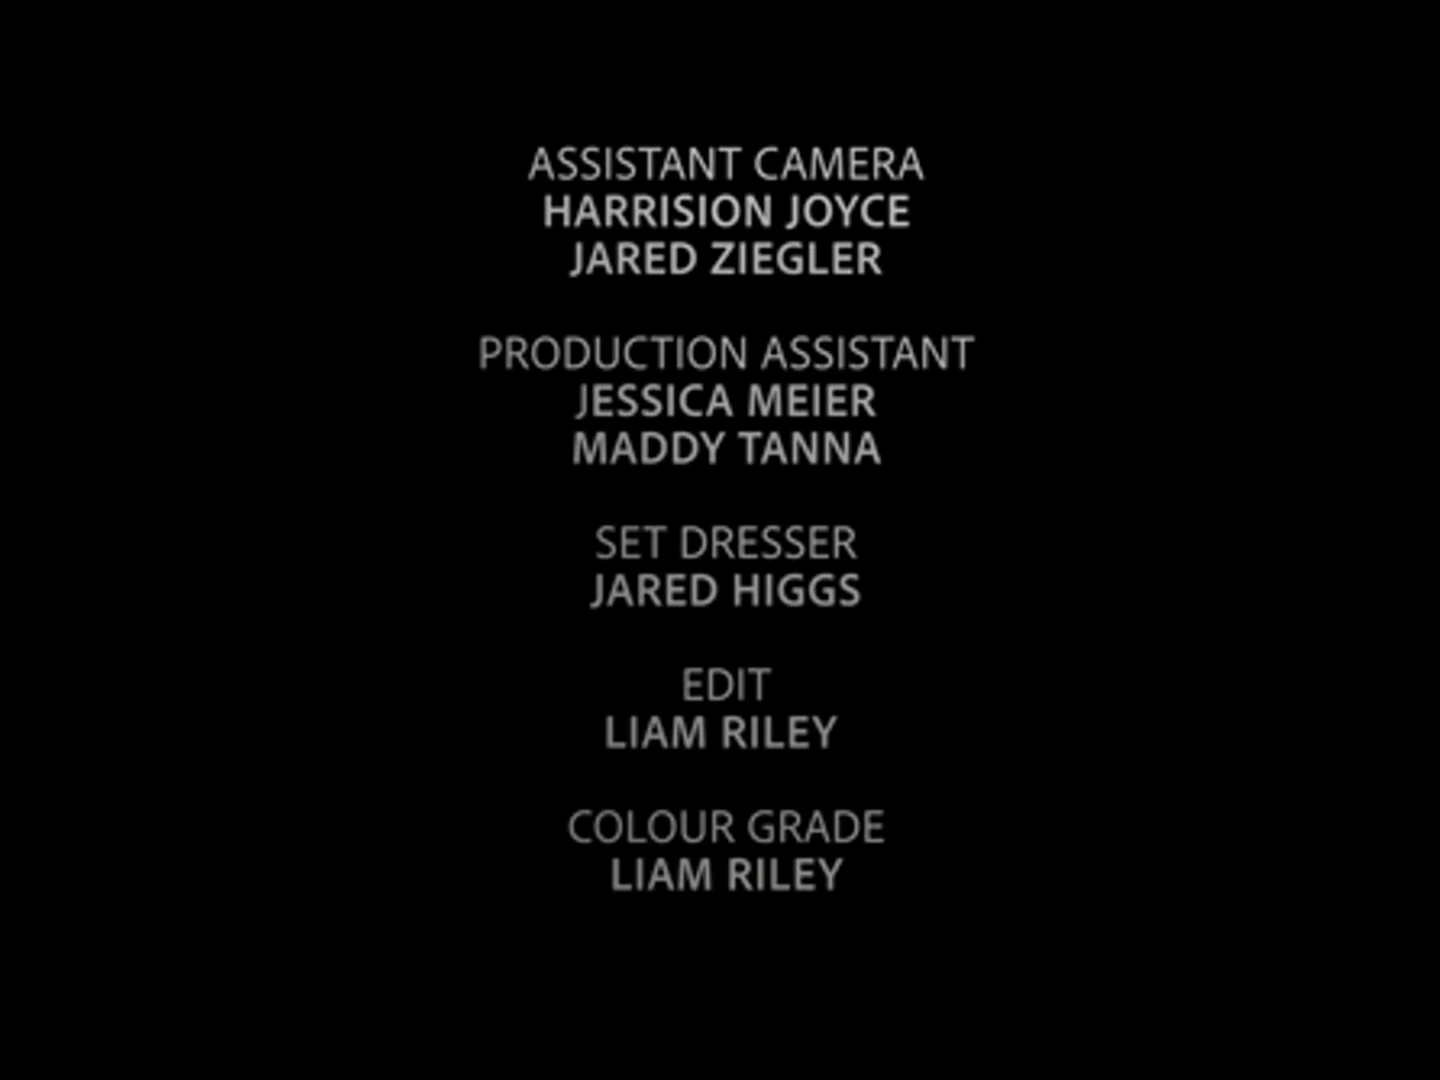 ASSISTANT CAMERA
HARRISION JOYCE
JARED ZIEGLER
PRODUCTION ASSISTANT
JESSICA MEIER
MADDY TANNA
SET DRESSER
JARED HIGGS
EDIT
LIAM RILEY
COLOUR GRADE
LIAM RILEY